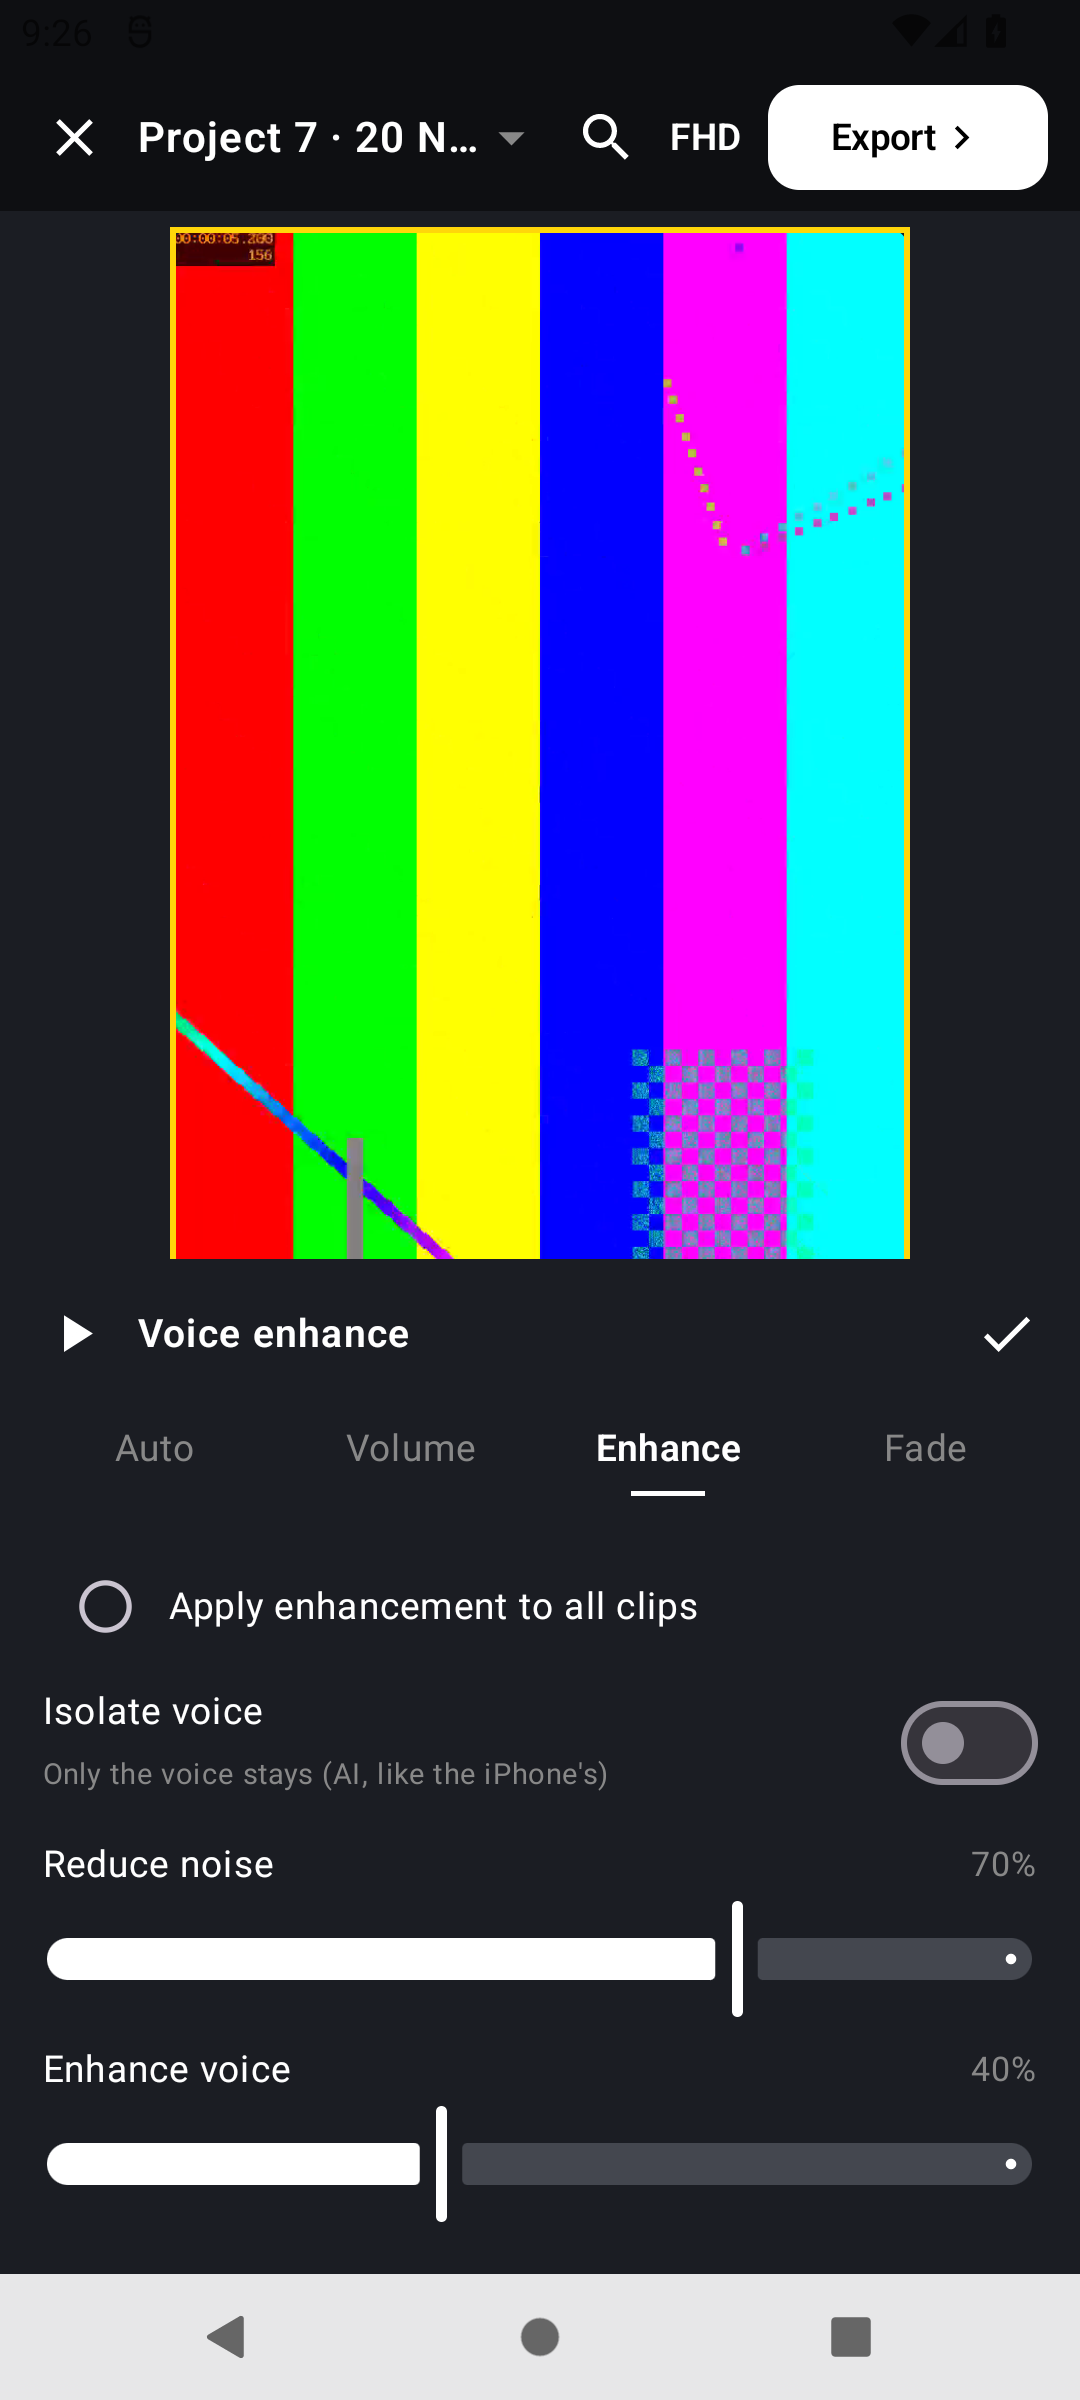 9:26
Project 7 · 20 N...
FHD
Export
156
Voice enhance
Auto
Volume
Enhance
Fade
Apply enhancement to all clips
Isolate voice
Only the voice stays (AI, like the iPhone's)
Reduce noise
70%
Enhance voice
40%